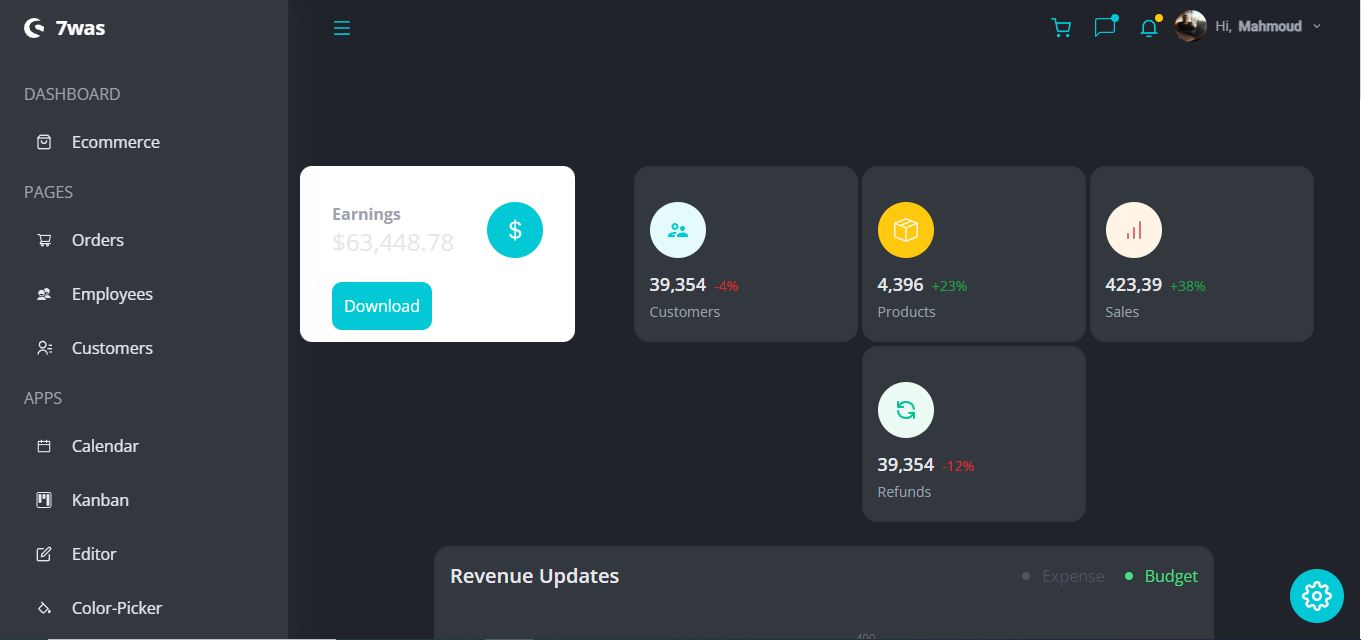 7was
Hi, Mahmoud
DASHBOARD
Ecommerce
PAGES
Orders
Employees
Customers
APPS
Calendar
Kanban
Editor
Color-Picker
Earnings
$63,448.78
$
Download
39,354 -4%
Customers
4,396 +23%
Products
423,39 +38%
Sales
39,354 -12%
Refunds
Revenue Updates
Expense
Budget
400